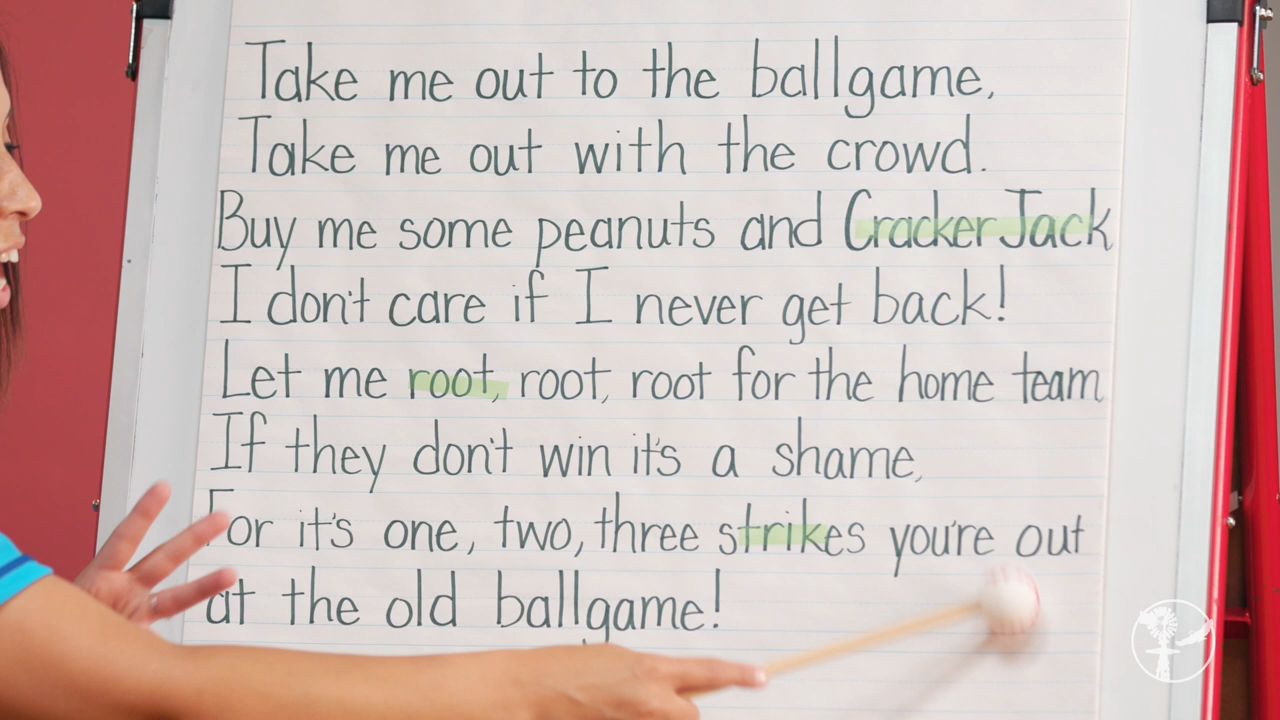 Take me out to the ballgame,
Take me out with the crowd.
Buy me some peanuts and Cracker Jack
I don't care if I never get back!
Let me root, root, root for the home team
If they don't win it's a shame,
For it's one, two, three strikes you're out
at the old ballgame!